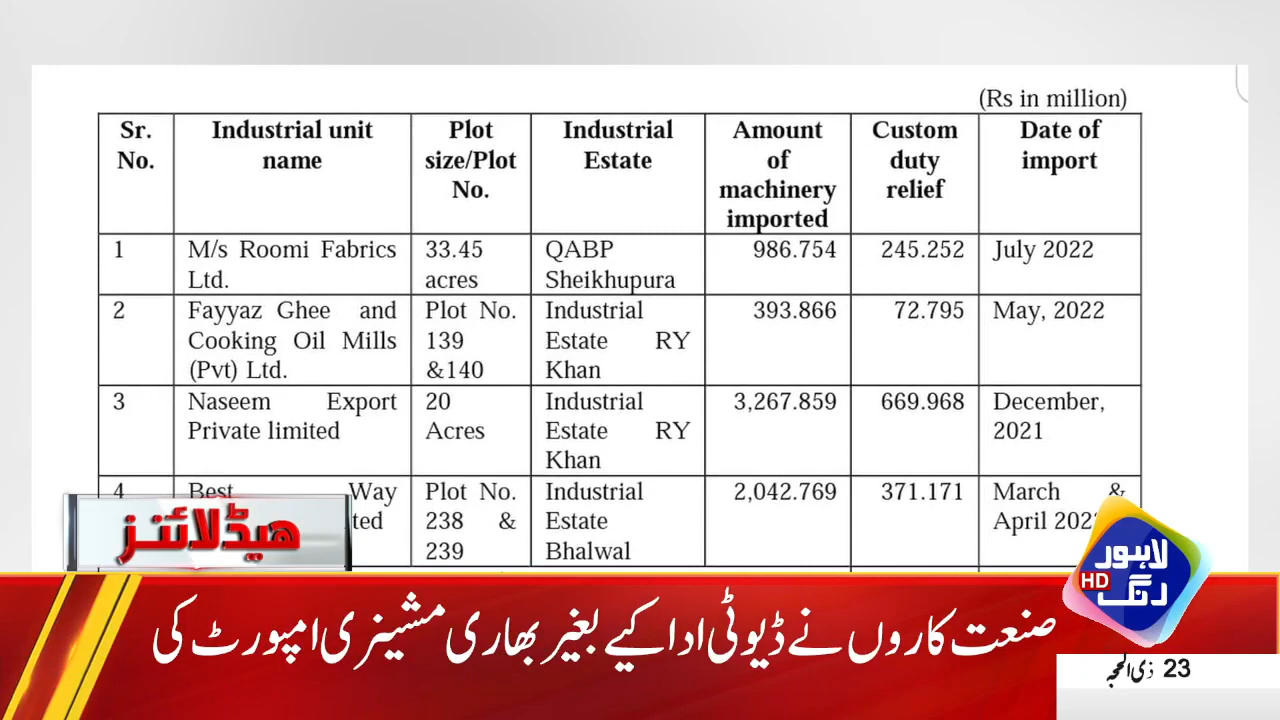 (Rs in million)
Sr. No. Industrial unit name Plot size/Plot No. Industrial Estate Amount of machinery imported Custom duty relief Date of import
1 M/s Roomi Fabrics Ltd. 33.45 acres QABP Sheikhupura 986.754 245.252 July 2022
2 Fayyaz Ghee and Cooking Oil Mills (Pvt) Ltd. Plot No. 139 &140 Industrial Estate RY Khan 393.866 72.795 May, 2022
3 Naseem Export Private limited 20 Acres Industrial Estate RY Khan 3,267.859 669.968 December, 2021
4 Best Way Plot No. 238 & 239 Industrial Estate Bhalwal 2,042.769 371.171 March & April
ہیڈلائنز
لاہور رنگ HD
صنعت کاروں نے ڈیوٹی ادا کیے بغیر بھاری مشینری امپورٹ کی
23 ذی الحجہ